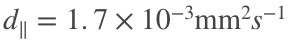 d∥ = 1.7 × 10⁻³mm²s⁻¹